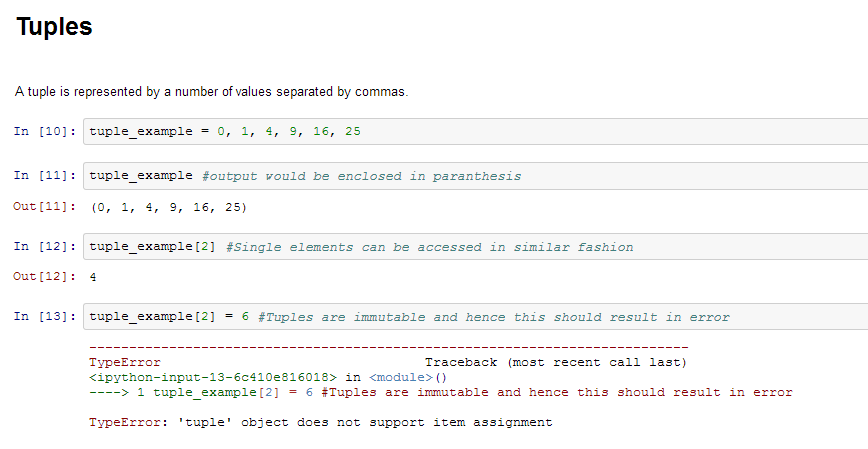 Tuples
A tuple is represented by a number of values separated by commas.
In [10]: tuple_example = 0, 1, 4, 9, 16, 25
In [11]: tuple_example #output would be enclosed in paranthesis
Out[11]: (0, 1, 4, 9, 16, 25)
In [12]: tuple_example[2] #Single elements can be accessed in similar fashion
Out[12]: 4
In [13]: tuple_example[2] = 6 #Tuples are immutable and hence this should result in error
---------------------------------------------------------------------------
TypeError                                 Traceback (most recent call last)
<ipython-input-13-6c410e816018> in <module>()
----> 1 tuple_example[2] = 6 #Tuples are immutable and hence this should result in error
TypeError: 'tuple' object does not support item assignment